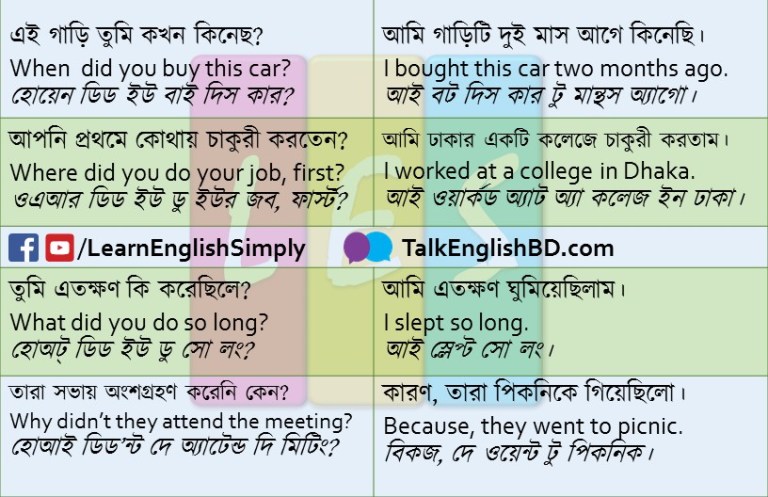 এই গাড়ি তুমি কখন কিনেছ?
When did you buy this car?
হোয়েন ডিড ইউ বাই দিস কার?
আমি গাড়িটি দুই মাস আগে কিনেছি।
I bought this car two months ago.
আই বট দিস কার টু মান্থস অ্যাগো।
আপনি প্রথমে কোথায় চাকুরী করতেন?
Where did you do your job, first?
ওএআর ডিড ইউ ডু ইউর জব, ফার্স্ট?
আমি ঢাকার একটি কলেজে চাকুরী করতাম।
I worked at a college in Dhaka.
আই ওয়ার্কড অ্যাট অ্যা কলেজ ইন ঢাকা।
/LearnEnglishSimply
TalkEnglishBD.com
তুমি এতক্ষণ কি করেছিলে?
What did you do so long?
হোঅট্ ডিড ইউ ডু সো লং?
আমি এতক্ষণ ঘুমিয়েছিলাম।
I slept so long.
আই স্লেপ্ট সো লং।
তারা সভায় অংশগ্রহণ করেনি কেন?
Why didn't they attend the meeting?
হোআই ডিড'ন্ট দে অ্যাটেন্ড দি মিটিং?
কারণ, তারা পিকনিকে গিয়েছিলো।
Because, they went to picnic.
বিকজ, দে ওয়েন্ট টু পিকনিক।
LES